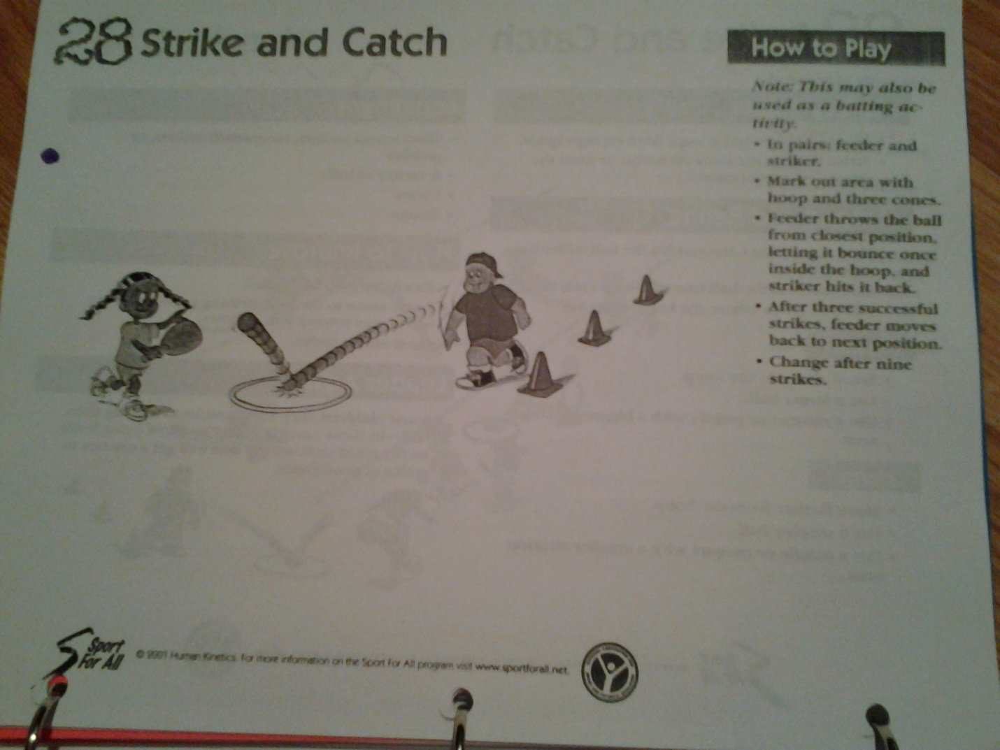 28 Strike and Catch
How to Play
Note: This may also be
used as a batting ac-
tivity.
• In pairs: feeder and
striker.
• Mark out area with
hoop and three cones.
• Feeder throws the ball
from closest position,
letting it bounce once
inside the hoop, and
striker hits it back.
• After three successful
strikes, feeder moves
back to next position.
• Change after nine
strikes.
Sport
For All
© 2001 Human Kinetics. For more information on the Sport For All program visit www.sportforall.net.